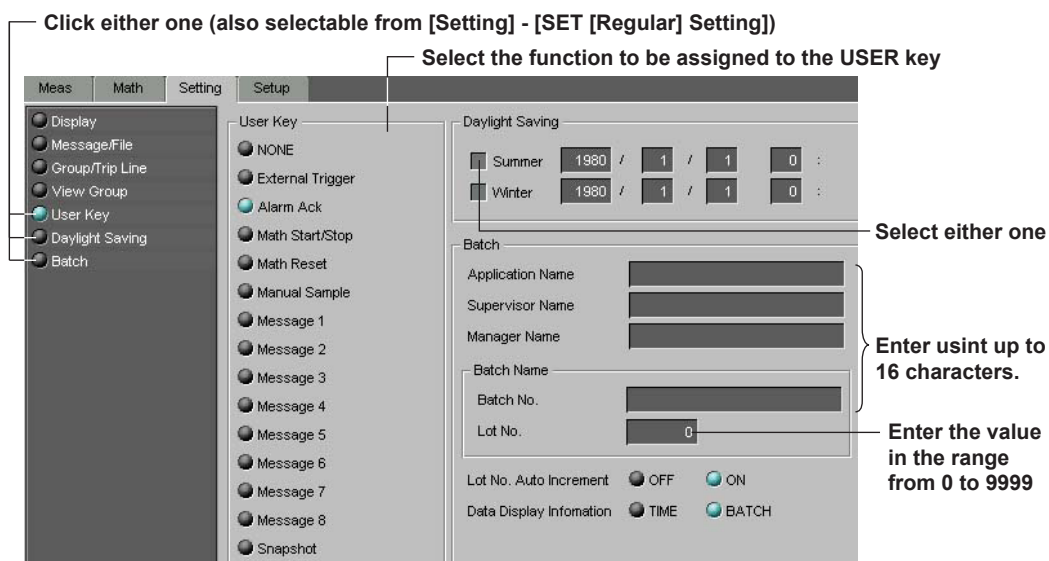 Click either one (also selectable from [Setting] - [SET [Regular] Setting])
Select the function to be assigned to the USER key
Meas Math Setting Setup
Display
Message/File
Group/Trip Line
View Group
User Key
Daylight Saving
Batch
User Key
NONE
External Trigger
Alarm Ack
Math Start/Stop
Math Reset
Manual Sample
Message 1
Message 2
Message 3
Message 4
Message 5
Message 6
Message 7
Message 8
Snapshot
Daylight Saving
Summer 1980 / 1 / 1 0 :
Winter 1980 / 1 / 1 0 :
Select either one
Batch
Application Name
Supervisor Name
Manager Name
Batch Name
Batch No.
Lot No. 0
Enter usint up to
16 characters.
Enter the value
in the range
from 0 to 9999
Lot No. Auto Increment OFF ON
Data Display Infomation TIME BATCH